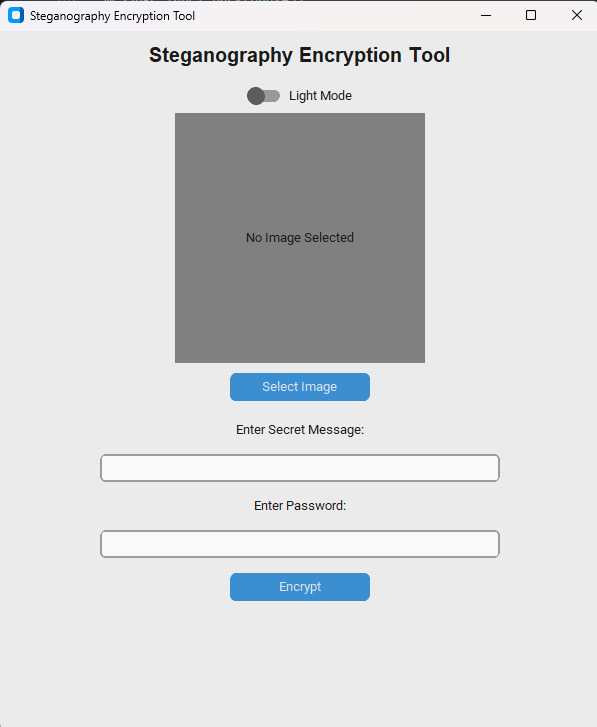 Steganography Encryption Tool
Steganography Encryption Tool
Light Mode
No Image Selected
Select Image
Enter Secret Message:
Enter Password:
Encrypt